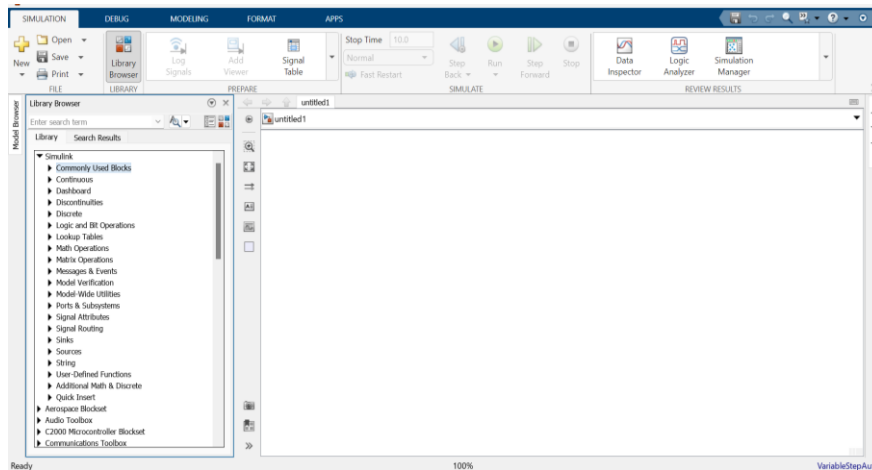 SIMULATION DEBUG MODELING FORMAT APPS
New
Open
Save
Print
FILE
Library
Browser
LIBRARY
Log
Signals
Add
Viewer
Signal
Table
PREPARE
Stop Time 10.0
Normal
Fast Restart
Step
Back
Run
Step
Forward
Stop
SIMULATE
Data
Inspector
Logic
Analyzer
Simulation
Manager
REVIEW RESULTS
Model Browser
Library Browser
Enter search term
Library Search Results
Simulink
Commonly Used Blocks
Continuous
Dashboard
Discontinuities
Discrete
Logic and Bit Operations
Lookup Tables
Math Operations
Matrix Operations
Messages & Events
Model Verification
Model-Wide Utilities
Ports & Subsystems
Signal Attributes
Signal Routing
Sinks
Sources
String
User-Defined Functions
Additional Math & Discrete
Quick Insert
Aerospace Blockset
Audio Toolbox
C2000 Microcontroller Blockset
Communications Toolbox
untitled1
untitled1
Ready 100% VariableStepAu